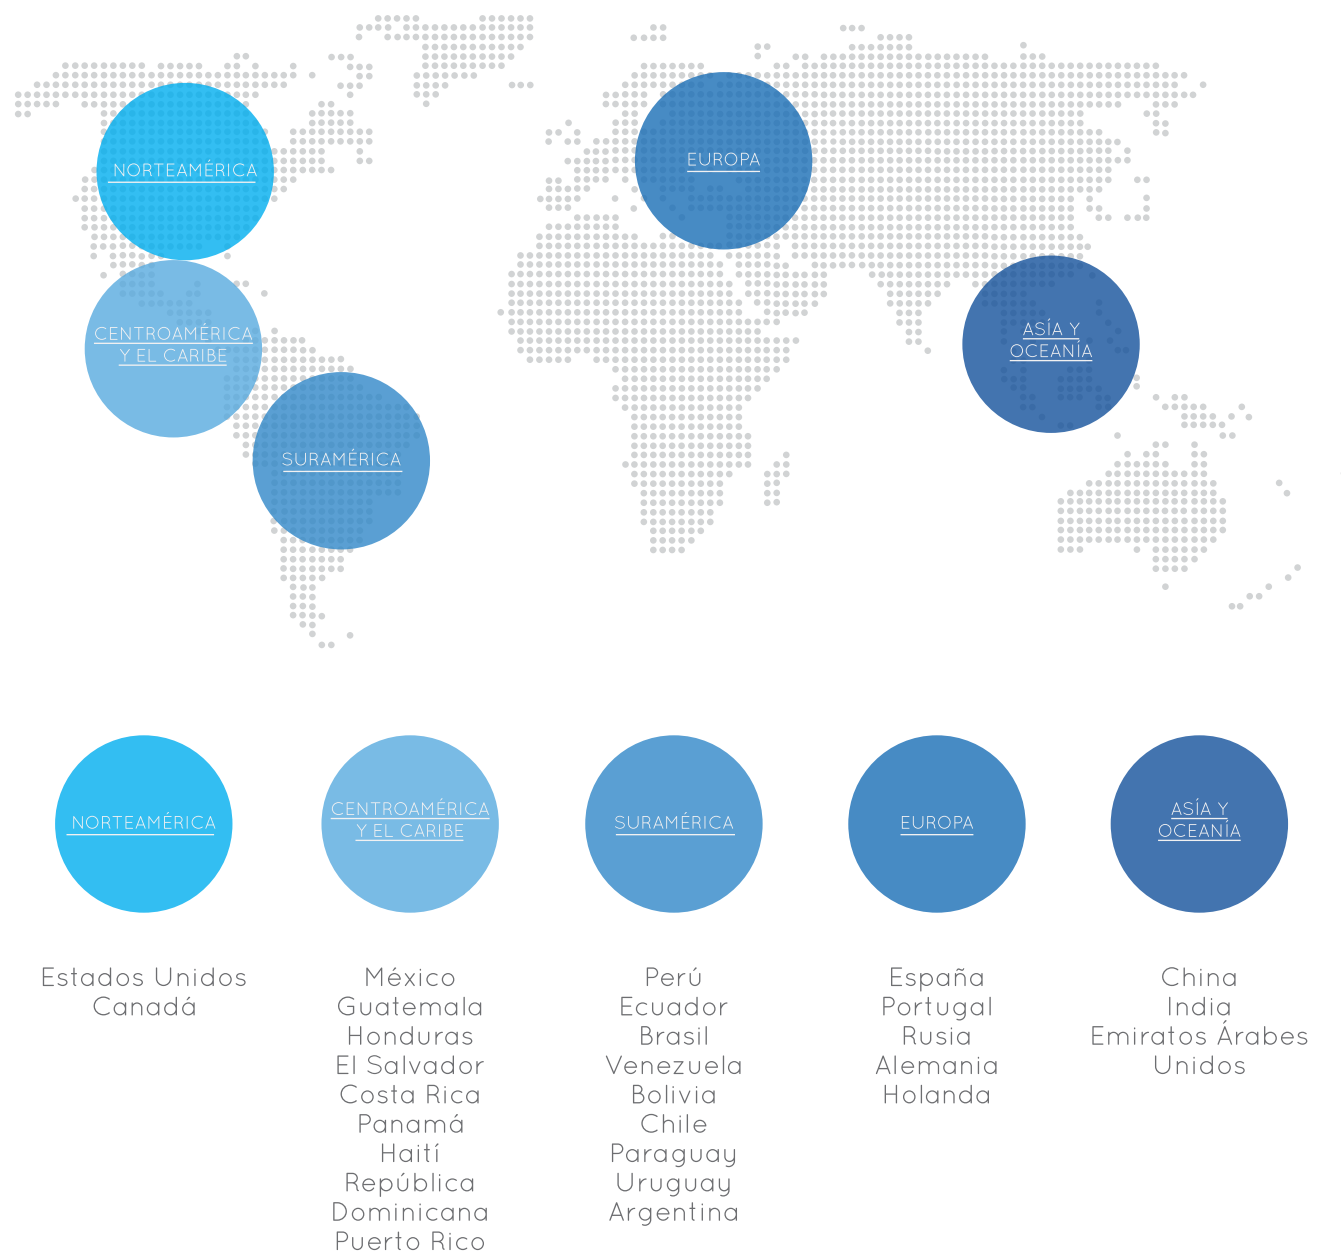 NORTEAMÉRICA
EUROPA
CENTROAMÉRICA
Y EL CARIBE
ASÍA Y
OCEANÍA
SURAMÉRICA
NORTEAMÉRICA
CENTROAMÉRICA
Y EL CARIBE
SURAMÉRICA
EUROPA
ASÍA Y
OCEANÍA
Estados Unidos
Canadá
México
Guatemala
Honduras
El Salvador
Costa Rica
Panamá
Haití
República
Dominicana
Puerto Rico
Perú
Ecuador
Brasil
Venezuela
Bolivia
Chile
Paraguay
Uruguay
Argentina
España
Portugal
Rusia
Alemania
Holanda
China
India
Emiratos Árabes
Unidos